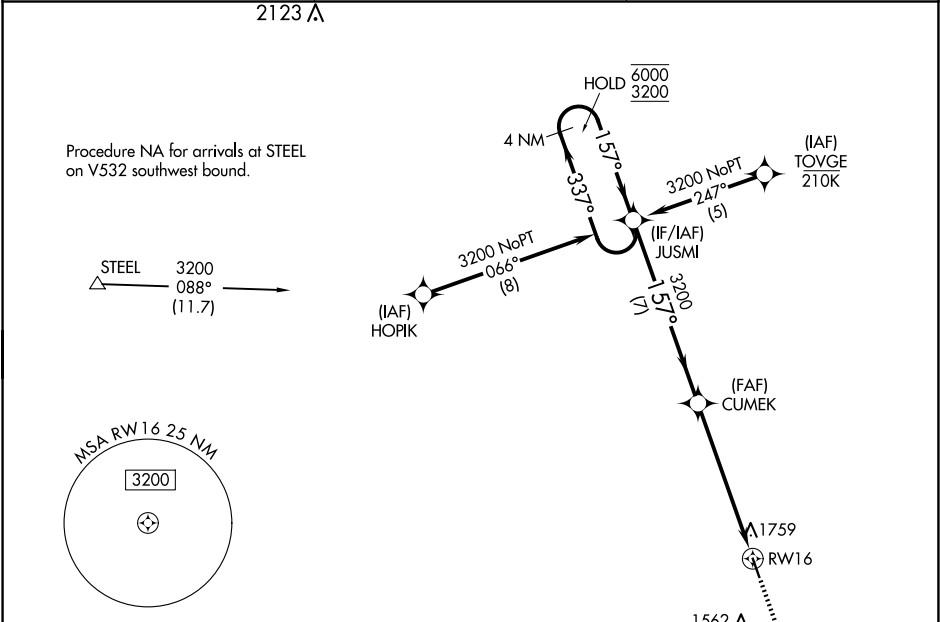 2123
HOLD 6000
3200
4 NM
157°
337°
(IAF)
TOVGE
210K
3200 NoPT
247°
(5)
Procedure NA for arrivals at STEEL
on V532 southwest bound.
(IF/IAF)
JUSMI
3200 NoPT
066°
(8)
STEEL
3200
088°
(11.7)
(IAF)
HOPIK
3200
157°
(7)
(FAF)
CUMEK
MSA RW16 25 NM
3200
1759
RW16
1562